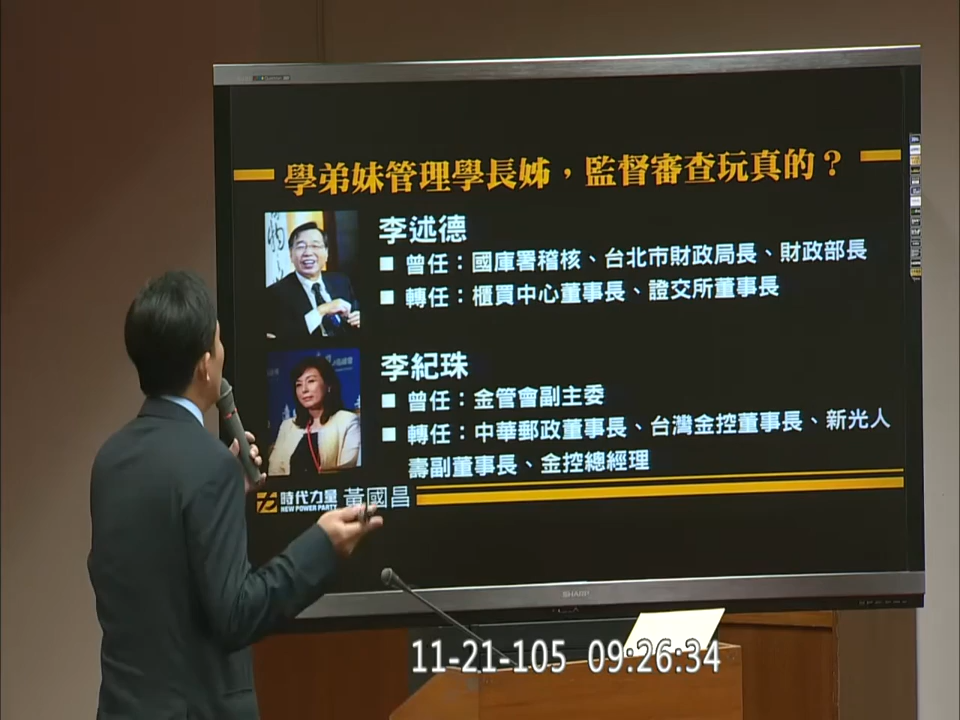 學弟妹管理學長姊，監督審查玩真的？
李述德
■ 曾任：國庫署稽核、台北市財政局長、財政部長
■ 轉任：櫃買中心董事長、證交所董事長
李紀珠
■ 曾任：金管會副主委
■ 轉任：中華郵政董事長、台灣金控董事長、新光人
壽副董事長、金控總經理
時代力量 黃國昌
NEW POWER PARTY
SHARP
11-21-105 09:26:34